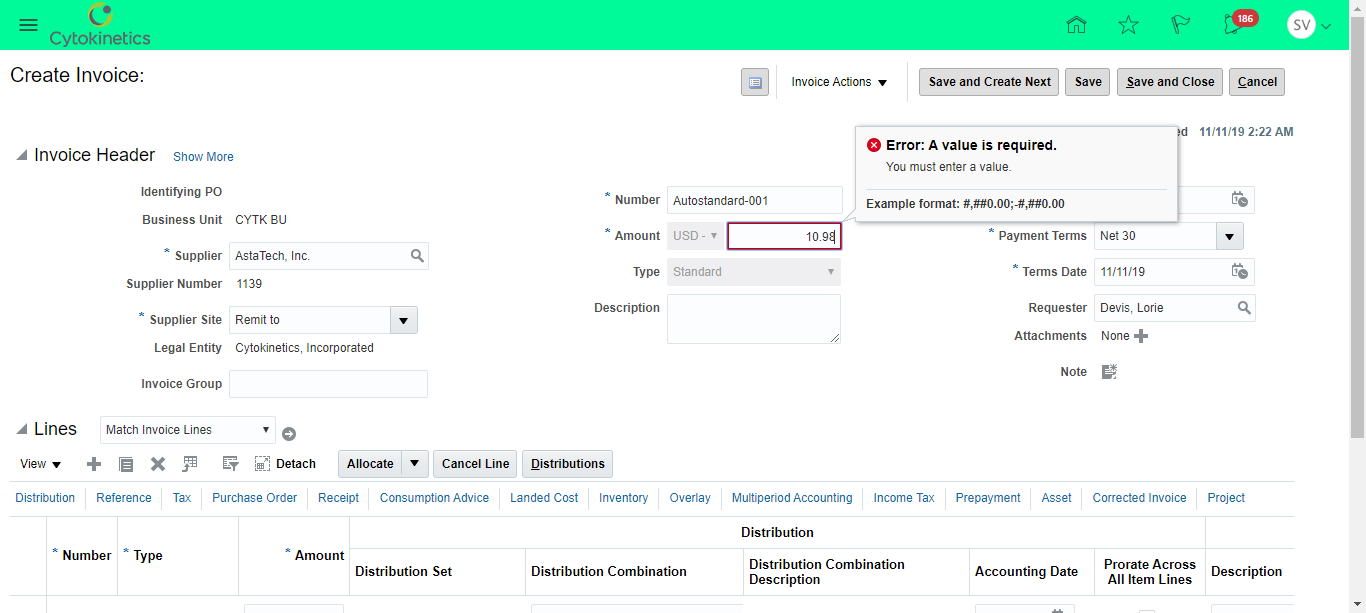 Cytokinetics
186
SV
Create Invoice:
Invoice Actions
Save and Create Next
Save
Save and Close
Cancel
11/11/19 2:22 AM
Error: A value is required.
You must enter a value.
Example format: #,##0.00;-#,##0.00
Invoice Header
Show More
Identifying PO
Business Unit CYTK BU
* Supplier AstaTech, Inc.
Supplier Number 1139
* Supplier Site Remit to
Legal Entity Cytokinetics, Incorporated
Invoice Group
* Number Autostandard-001
* Amount USD - 10.98
Type Standard
Description
* Payment Terms Net 30
* Terms Date 11/11/19
Requester Devis, Lorie
Attachments None
Note
Lines
Match Invoice Lines
View
Detach
Allocate
Cancel Line
Distributions
Distribution Reference Tax Purchase Order Receipt Consumption Advice Landed Cost Inventory Overlay Multiperiod Accounting Income Tax Prepayment Asset Corrected Invoice Project
Distribution
* Number * Type * Amount
Distribution Set
Distribution Combination
Distribution Combination
Description
Accounting Date
Prorate Across
All Item Lines
Description